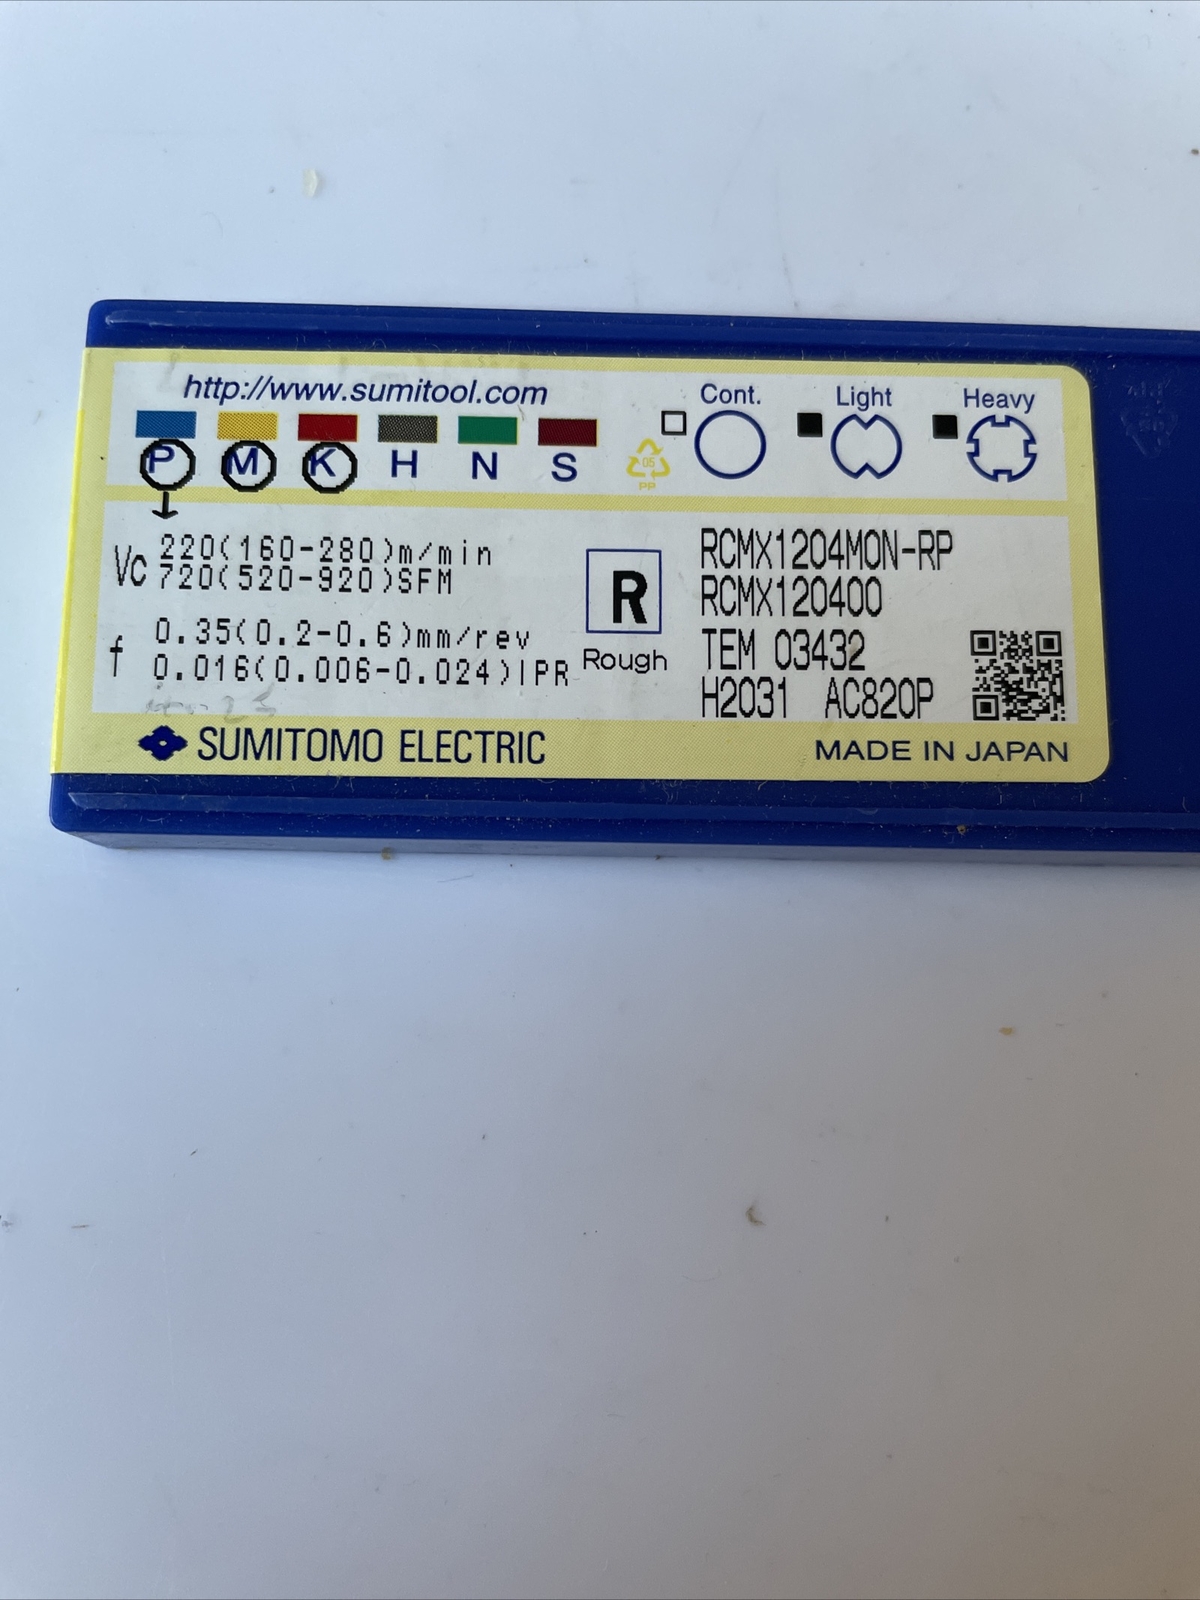 http://www.sumitool.com
Cont. Light Heavy
P M K H N S
05
PP
Vc 220(160-280)m/min
720(520-920)SFM
f 0.35(0.2-0.6)mm/rev
0.016(0.006-0.024)IPR
R
Rough
RCMX1204MON-RP
RCMX120400
TEM 03432
H2031 AC820P
SUMITOMO ELECTRIC
MADE IN JAPAN